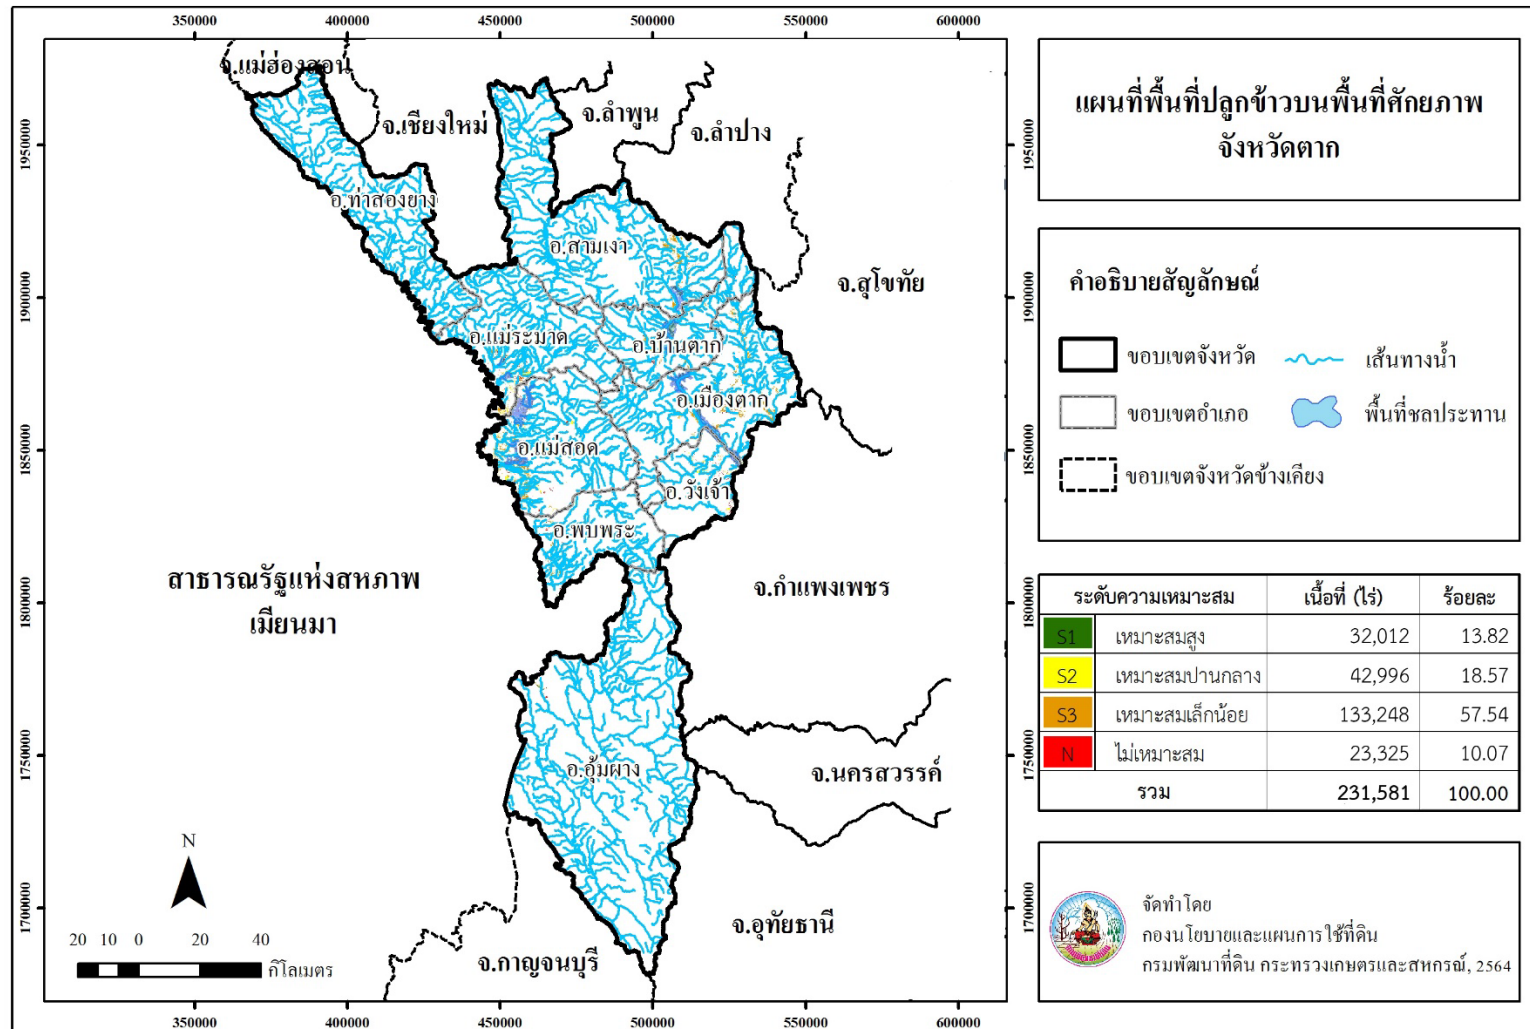 350000 400000 450000 500000 550000 600000
แผนที่พื้นที่ปลูกข้าวบนพื้นที่ศักยภาพ
จังหวัดตาก
จ.แม่ฮ่องสอน
จ.เชียงใหม่
จ.ลำพูน
จ.ลำปาง
จ.สุโขทัย
อ.ท่าสองยาง
อ.สามเงา
อ.แม่ระมาด
อ.บ้านตาก
อ.เมืองตาก
อ.แม่สอด
อ.วังเจ้า
อ.พบพระ
สาธารณรัฐแห่งสหภาพ
เมียนมา
จ.กำแพงเพชร
อ.อุ้มผาง
จ.นครสวรรค์
จ.อุทัยธานี
จ.กาญจนบุรี
1950000 1950000
1900000 1900000
1850000 1850000
1800000 1800000
1750000 1750000
1700000 1700000
N
20 10 0 20 40
กิโลเมตร
350000 400000 450000 500000 550000 600000
คำอธิบายสัญลักษณ์
ขอบเขตจังหวัด เส้นทางน้ำ
ขอบเขตอำเภอ พื้นที่ชลประทาน
ขอบเขตจังหวัดข้างเคียง
ระดับความเหมาะสม เนื้อที่ (ไร่) ร้อยละ
S1 เหมาะสมสูง 32,012 13.82
S2 เหมาะสมปานกลาง 42,996 18.57
S3 เหมาะสมเล็กน้อย 133,248 57.54
N ไม่เหมาะสม 23,325 10.07
รวม 231,581 100.00
จัดทำโดย
กองนโยบายและแผนการใช้ที่ดิน
กรมพัฒนาที่ดิน กระทรวงเกษตรและสหกรณ์, 2564